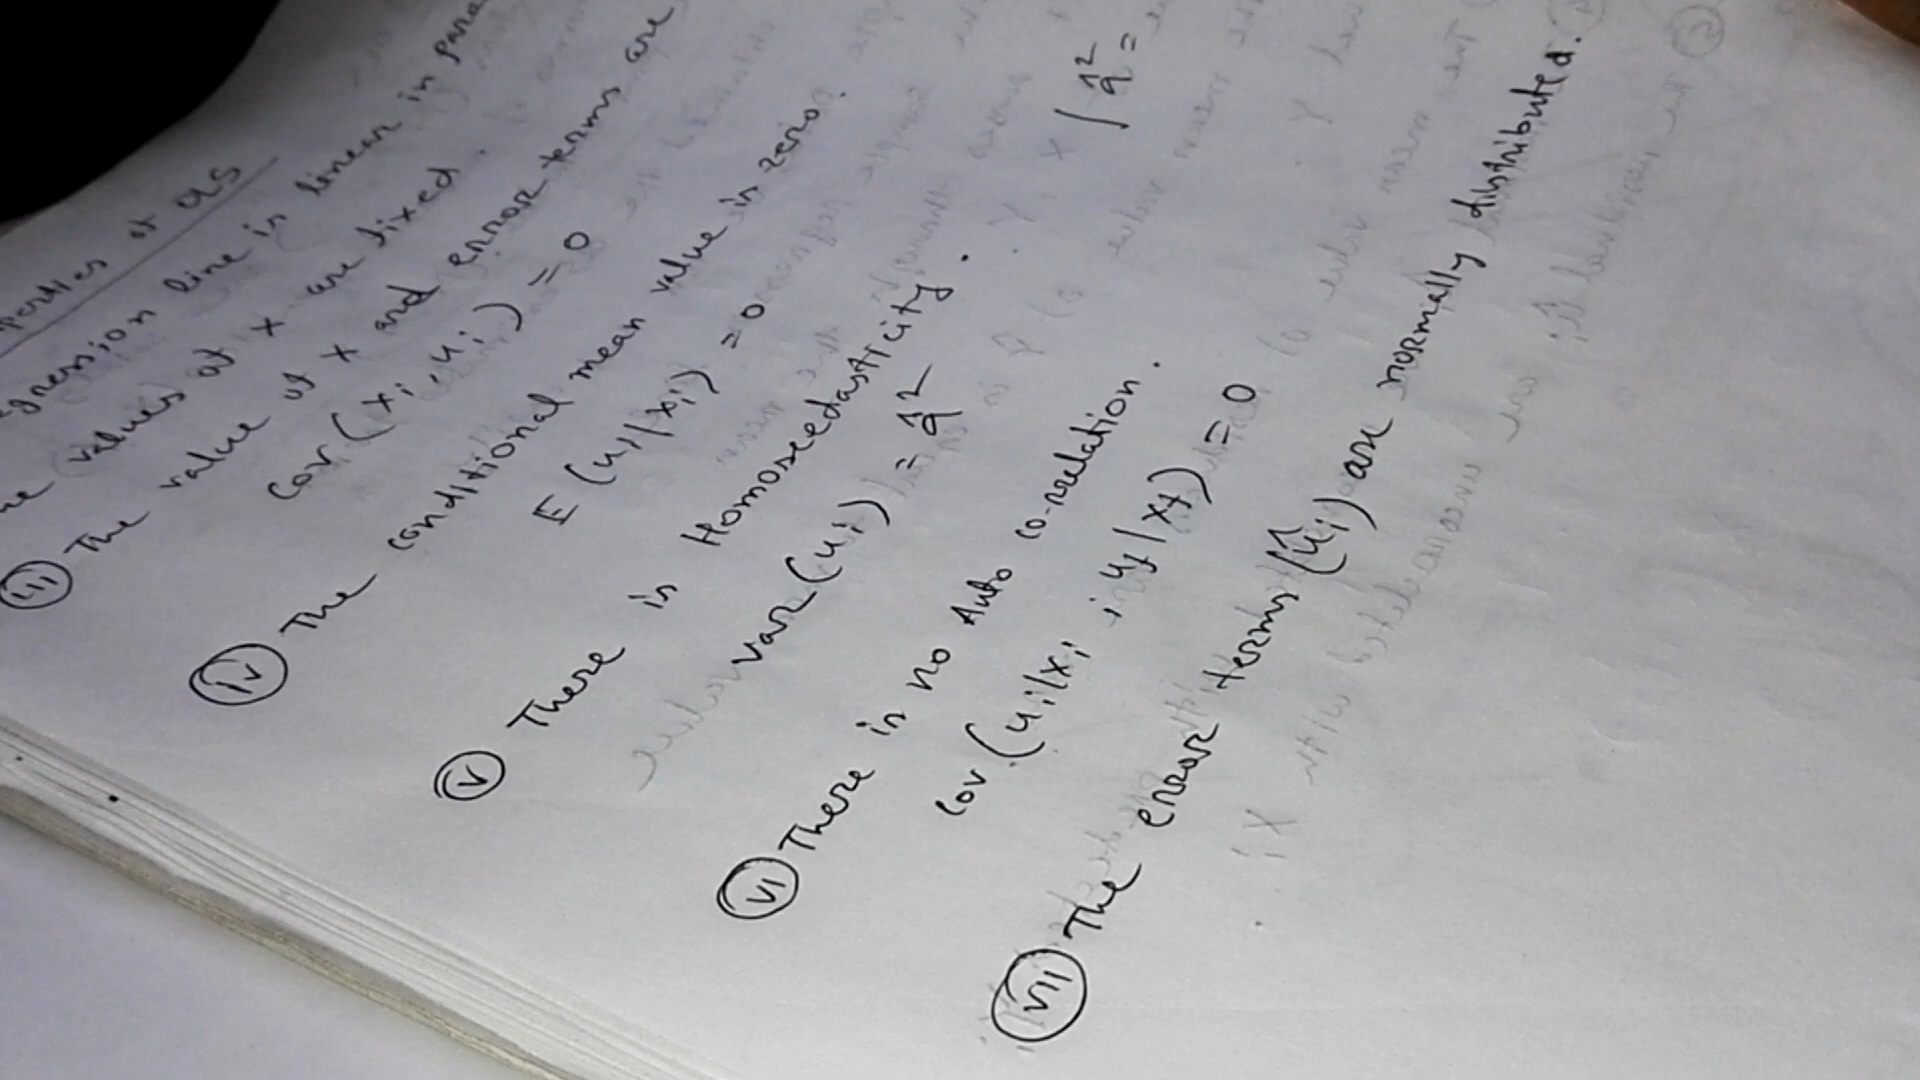 perties of OLS
gression line is linear in para
values of X are fixed.
(iii) The value of X and error terms are
Cov (Xi, ui) = 0
(iv) The conditional mean value is zero.
E (ui/xi) = 0
(v) There is Homoscedasticity.
var (ui) = σ̂²
σ̂² =
(vi) There is no Auto co-relation.
Cov (ui/xi ; uj/xj) = 0
(vii) The error terms (ûi) are normally distributed.